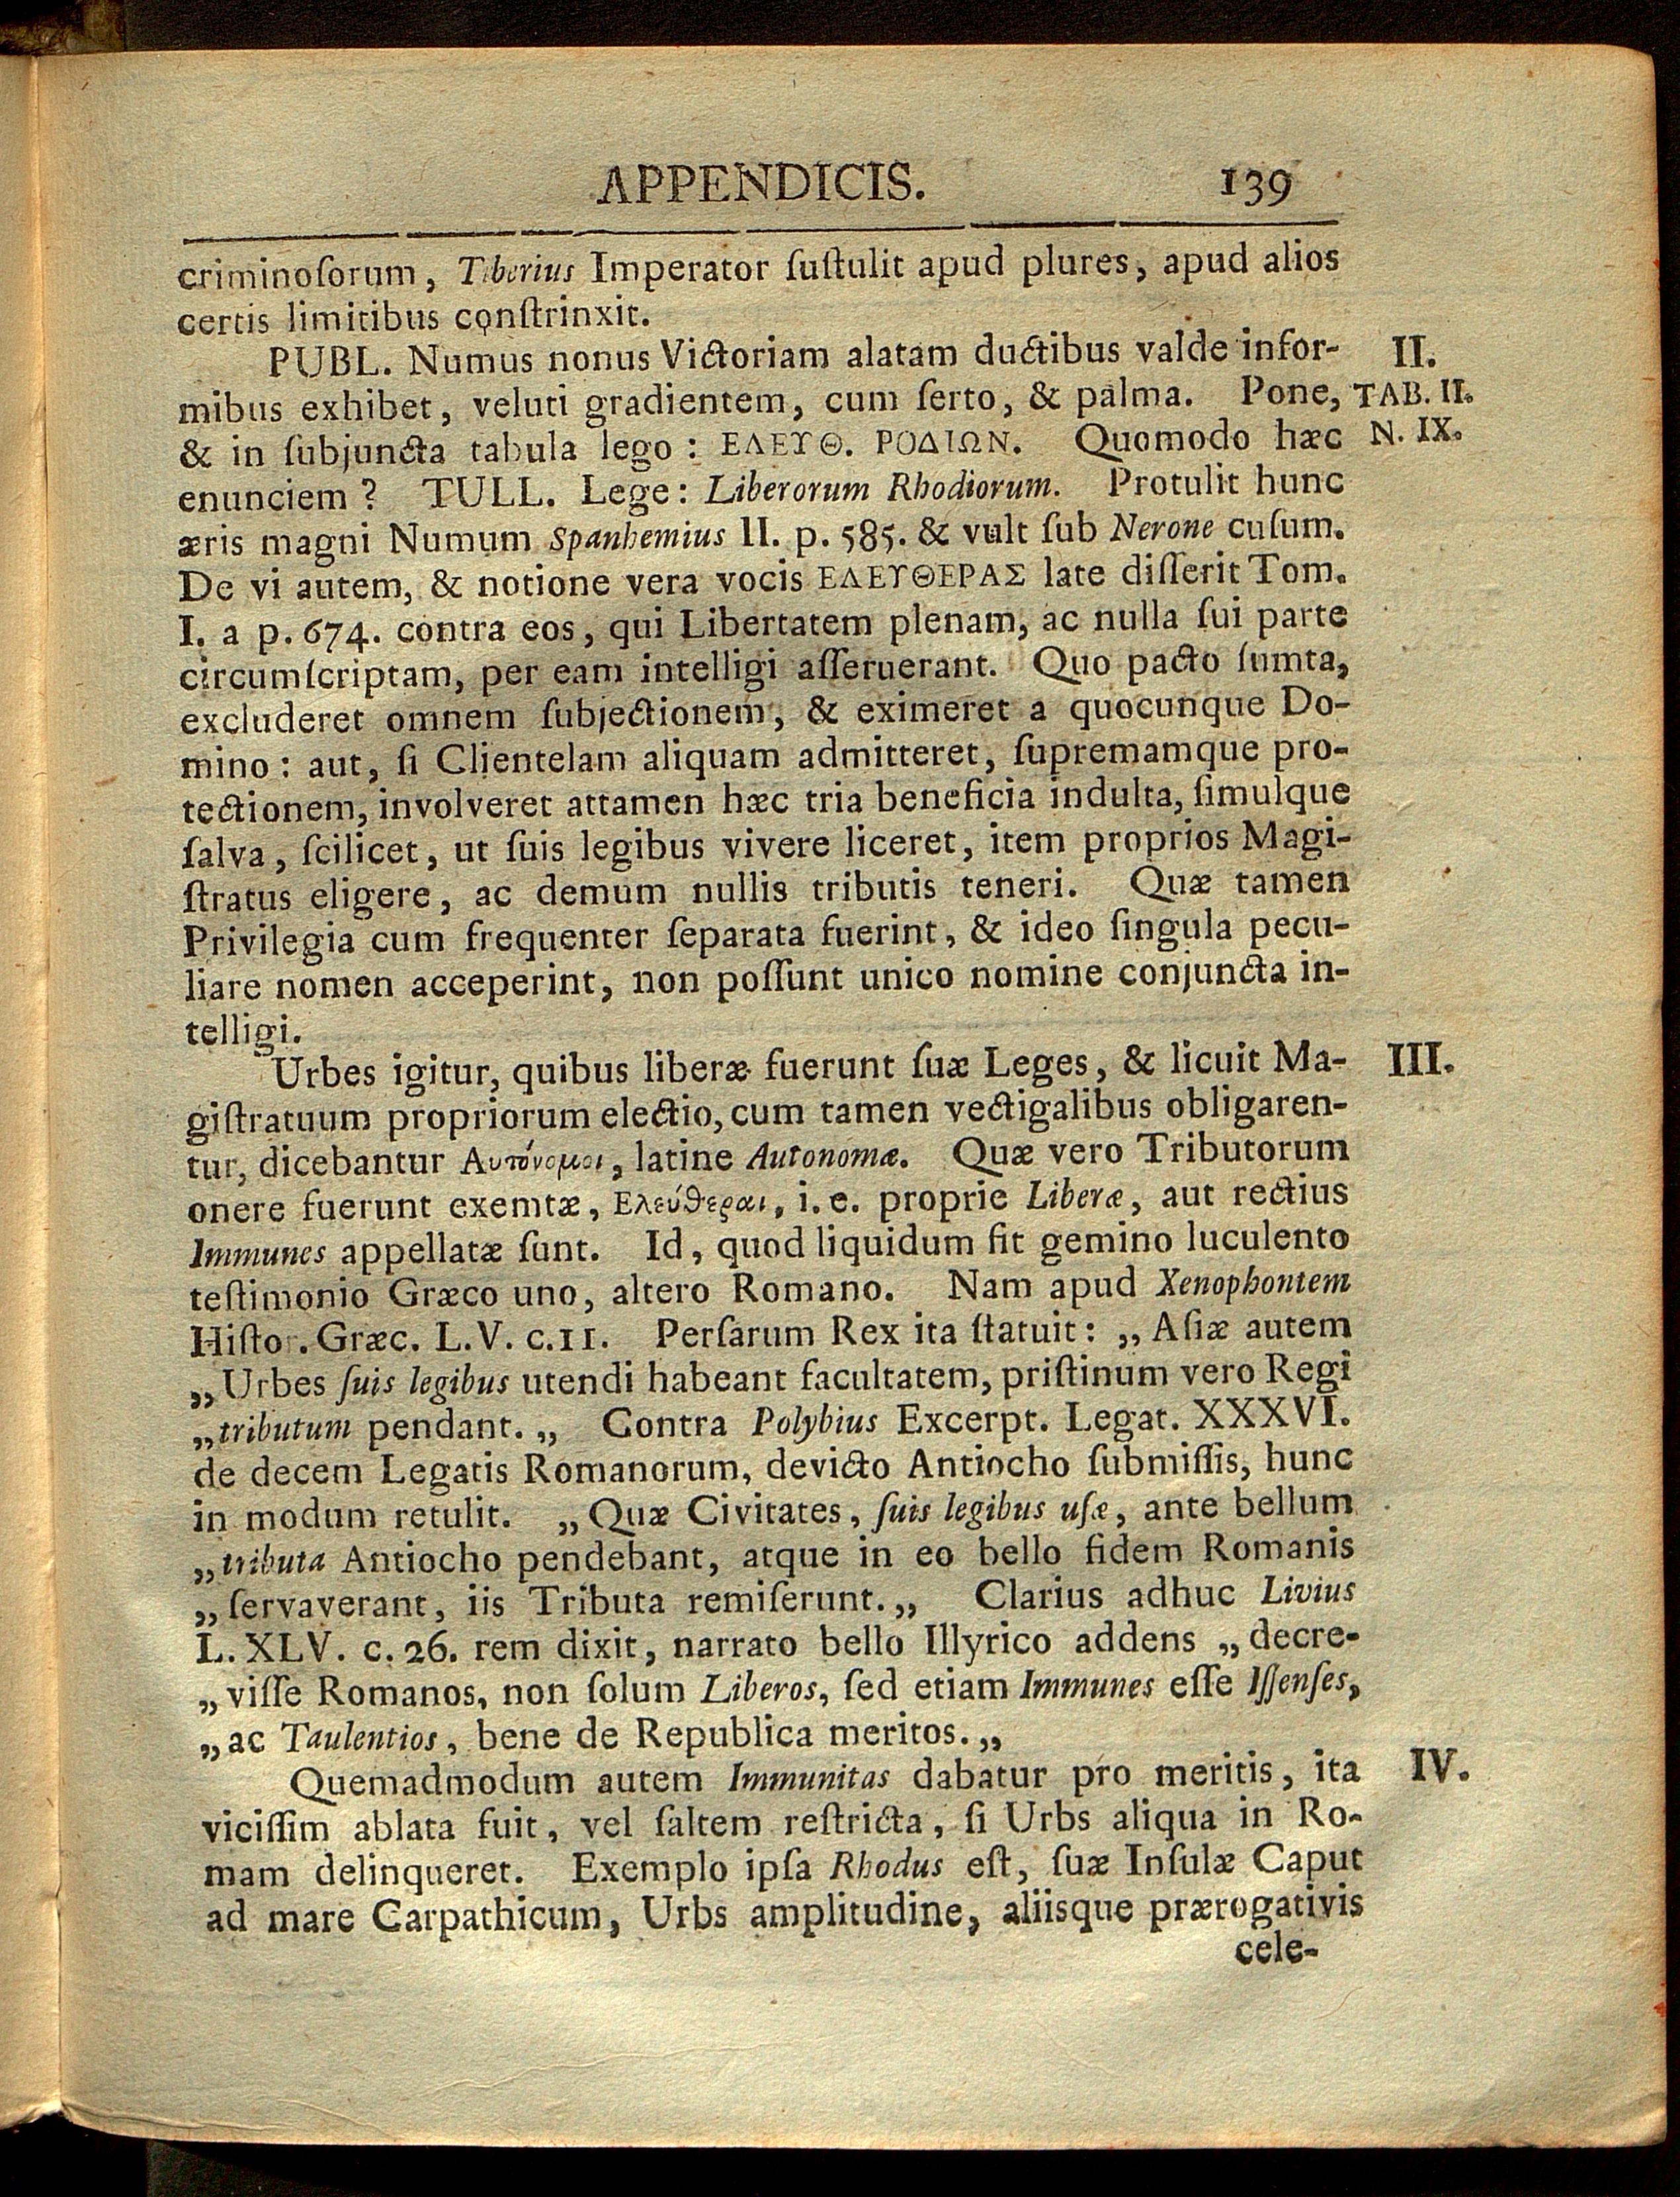 APPENDICIS. 139
criminoſorum, Tiberius Imperator ſuſtulit apud plures, apud alios
certis limitibus conſtrinxit.
PUBL. Numus nonus Victoriam alatam ductibus valde infor- II.
mibus exhibet, veluti gradientem, cum ſerto, & palma. Pone, TAB. II.
& in ſubjuncta tabula lego: ΕΛΕΥΘ. ΡΟΔΙΩΝ. Quomodo hæc N. IX.
enunciem? TULL. Lege: Liberorum Rhodiorum. Protulit hunc
æris magni Numum Spanhemius II. p. 585. & vult ſub Nerone cuſum.
De vi autem, & notione vera vocis ΕΛΕΥΘΕΡΑΣ late diſſerit Tom.
I. a p. 674. contra eos, qui Libertatem plenam, ac nulla ſui parte
circumſcriptam, per eam intelligi aſſeruerant. Quo pacto ſumta,
excluderet omnem ſubjectionem, & eximeret a quocunque Do-
mino: aut, ſi Clientelam aliquam admitteret, ſupremamque pro-
tectionem, involveret attamen hæc tria beneficia indulta, ſimulque
ſalva, ſcilicet, ut ſuis legibus vivere liceret, item proprios Magi-
ſtratus eligere, ac demum nullis tributis teneri. Quæ tamen
Privilegia cum frequenter ſeparata fuerint, & ideo ſingula pecu-
liare nomen acceperint, non poſſunt unico nomine conjuncta in-
telligi.
Urbes igitur, quibus liberæ fuerunt ſuæ Leges, & licuit Ma- III.
giſtratuum propriorum electio, cum tamen vectigalibus obligaren-
tur, dicebantur Αυτόνομοι, latine Autonomæ. Quæ vero Tributorum
onere fuerunt exemtæ, Ελεύθεραι, i. e. proprie Liberæ, aut rectius
Immunes appellatæ ſunt. Id, quod liquidum fit gemino luculento
teſtimonio Græco uno, altero Romano. Nam apud Xenophontem
Hiſtor. Græc. L. V. c. 11. Perſarum Rex ita ſtatuit: „ Aſiæ autem
„ Urbes ſuis legibus utendi habeant facultatem, priſtinum vero Regi
„ tributum pendant. „ Contra Polybius Excerpt. Legat. XXXVI.
de decem Legatis Romanorum, devicto Antiocho ſubmiſſis, hunc
in modum retulit. „ Quæ Civitates, ſuis legibus uſæ, ante bellum
„ tributa Antiocho pendebant, atque in eo bello fidem Romanis
„ ſervaverant, iis Tributa remiſerunt. „ Clarius adhuc Livius
L. XLV. c. 26. rem dixit, narrato bello Illyrico addens „ decre-
„ viſſe Romanos, non ſolum Liberos, ſed etiam Immunes eſſe Iſſenſes,
„ ac Taulentios, bene de Republica meritos. „
Quemadmodum autem Immunitas dabatur pro meritis, ita IV.
viciſſim ablata fuit, vel ſaltem reſtricta, ſi Urbs aliqua in Ro-
mam delinqueret. Exemplo ipſa Rhodus eſt, ſuæ Inſulæ Caput
ad mare Carpathicum, Urbs amplitudine, aliisque prærogativis
cele-